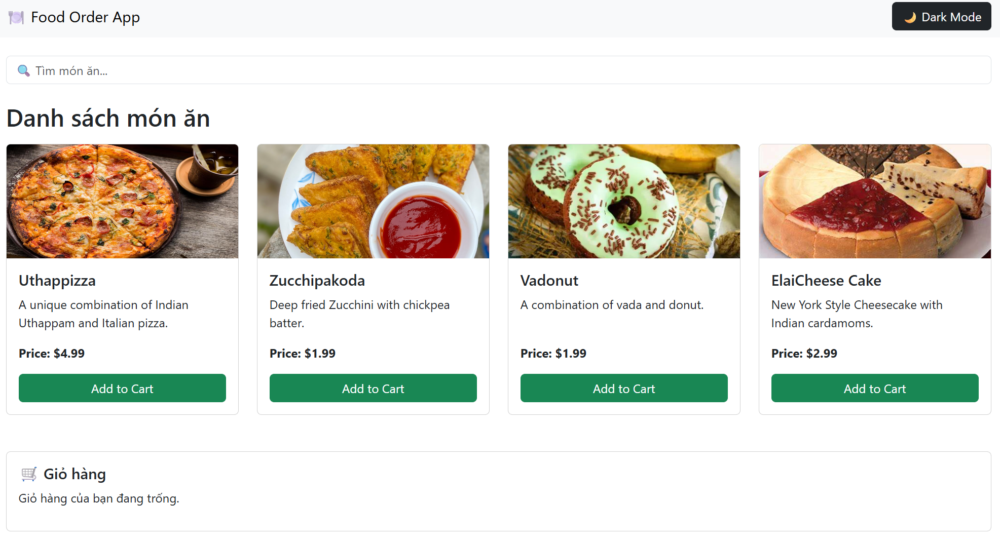 Food Order App
🌙 Dark Mode
🔍 Tìm món ăn...
Danh sách món ăn
Uthappizza
A unique combination of Indian
Uthappam and Italian pizza.
Price: $4.99
Add to Cart
Zucchipakoda
Deep fried Zucchini with chickpea
batter.
Price: $1.99
Add to Cart
Vadonut
A combination of vada and donut.
Price: $1.99
Add to Cart
ElaiCheese Cake
New York Style Cheesecake with
Indian cardamoms.
Price: $2.99
Add to Cart
Giỏ hàng
Giỏ hàng của bạn đang trống.